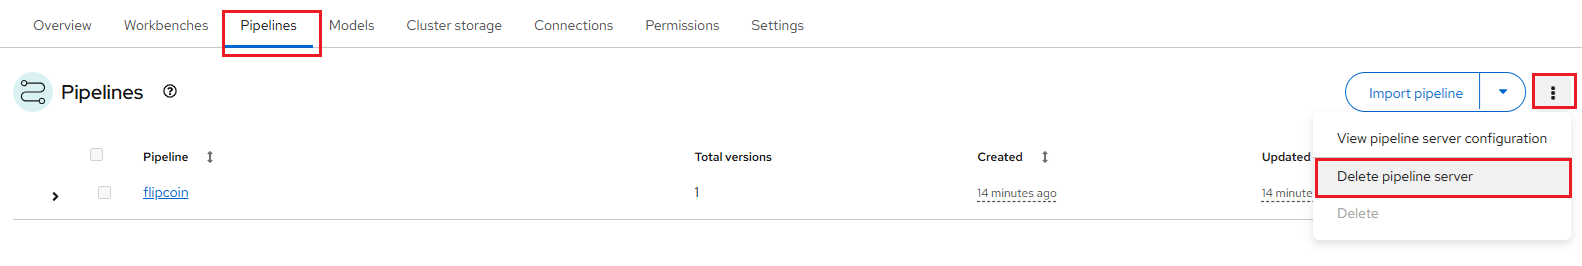 Overview Workbenches Pipelines Models Cluster storage Connections Permissions Settings
Pipelines
Import pipeline
View pipeline server configuration
Delete pipeline server
Delete
Pipeline Total versions Created Updated
flipcoin 1 14 minutes ago 14 minute